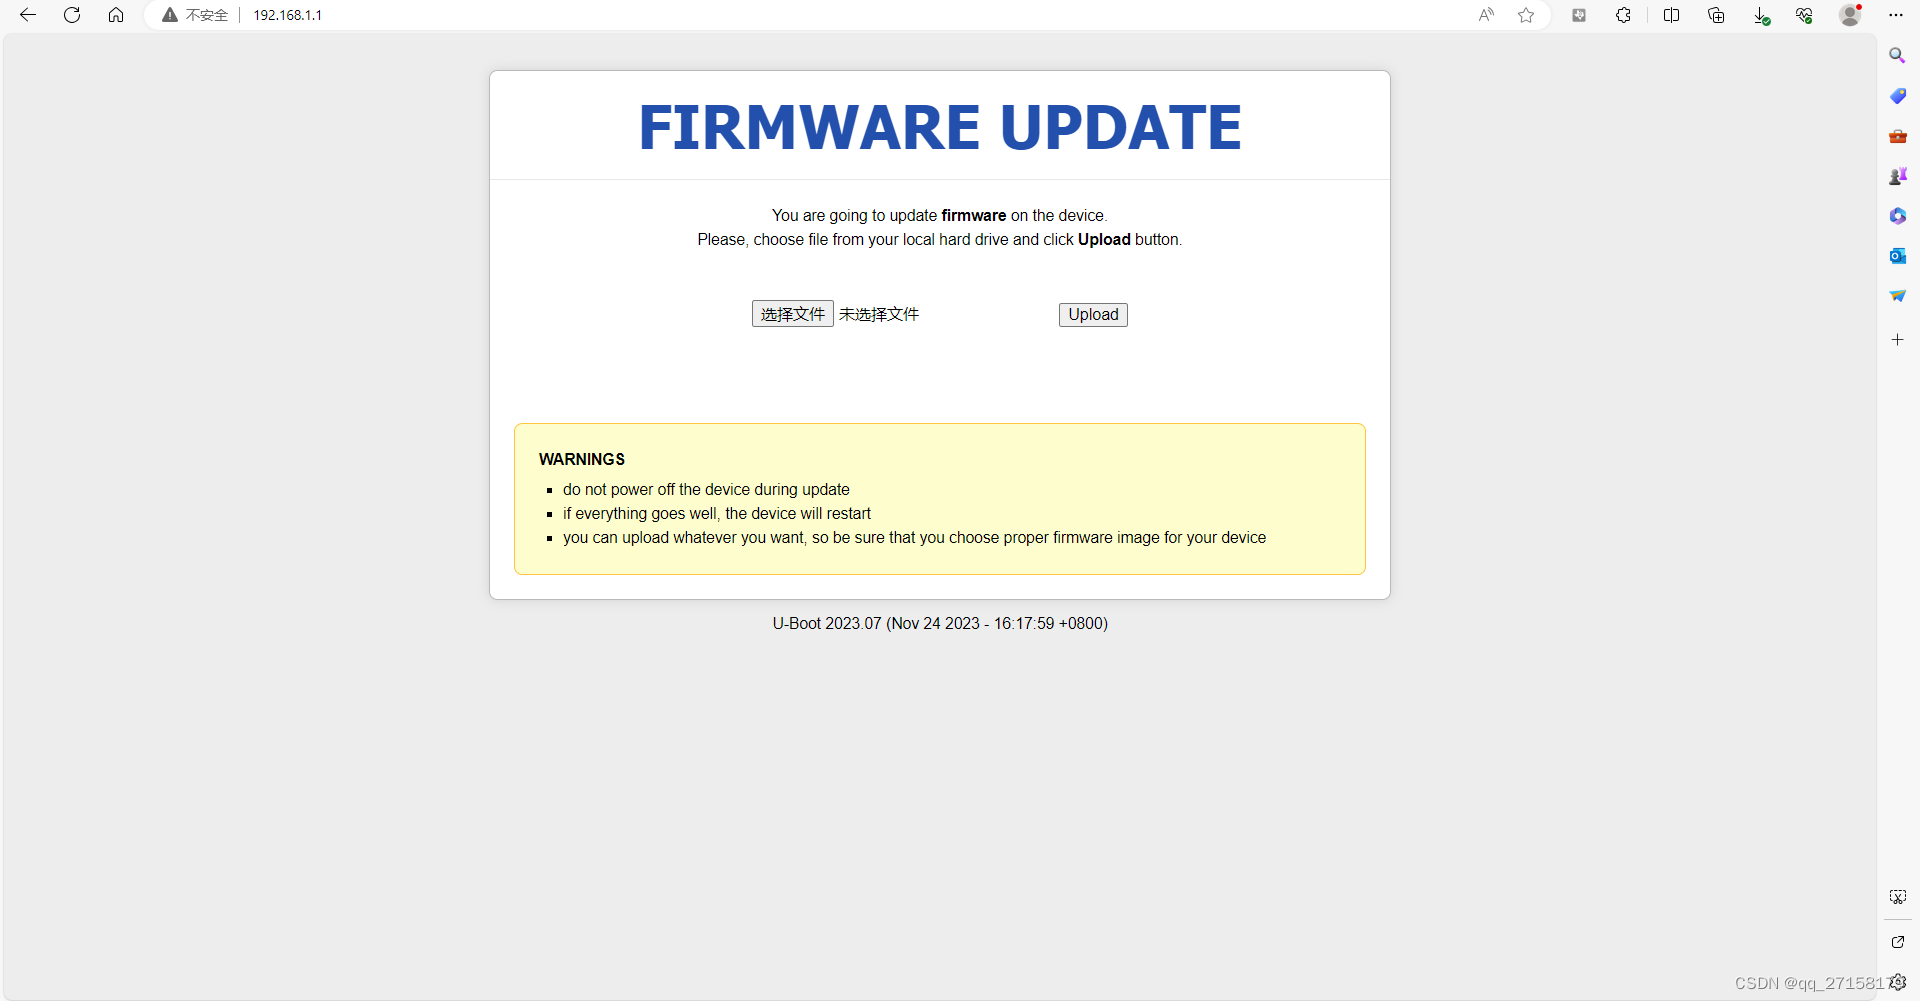 不安全 192.168.1.1
FIRMWARE UPDATE
You are going to update firmware on the device.
Please, choose file from your local hard drive and click Upload button.
选择文件 未选择文件 Upload
WARNINGS
do not power off the device during update
if everything goes well, the device will restart
you can upload whatever you want, so be sure that you choose proper firmware image for your device
U-Boot 2023.07 (Nov 24 2023 - 16:17:59 +0800)
CSDN